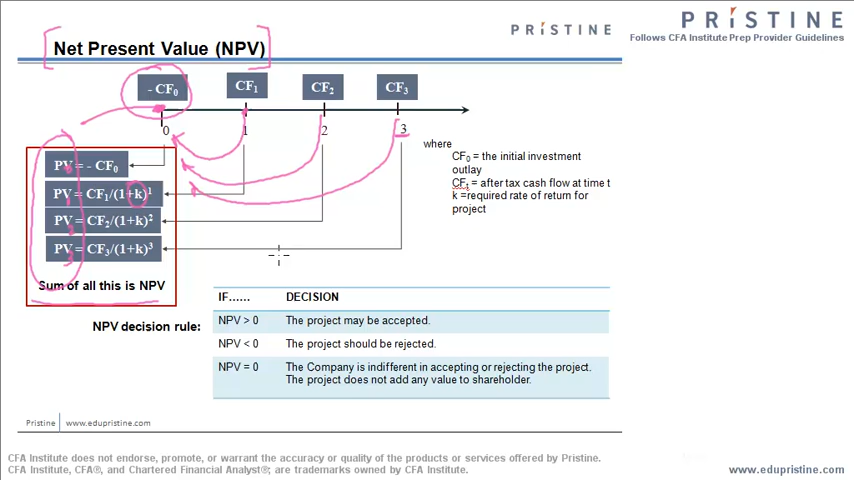 PRISTINE
Follows CFA Institute Prep Provider Guidelines
PRISTINE
Net Present Value (NPV)
- CF0 CF1 CF2 CF3
0 1 2 3
where
CF0 = the initial investment
outlay
CFt = after tax cash flow at time t
k =required rate of return for
project
PV = - CF0
PV = CF1/(1+k)1
PV = CF2/(1+k)2
PV = CF3/(1+k)3
Sum of all this is NPV
NPV decision rule:
IF...... DECISION
NPV > 0 The project may be accepted.
NPV < 0 The project should be rejected.
NPV = 0 The Company is indifferent in accepting or rejecting the project.
The project does not add any value to shareholder.
Pristine www.edupristine.com
CFA Institute does not endorse, promote, or warrant the accuracy or quality of the products or services offered by Pristine.
CFA Institute, CFA®, and Chartered Financial Analyst®; are trademarks owned by CFA Institute.
www.edupristine.com